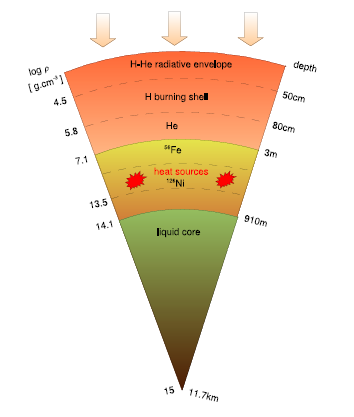 log ρ
[ g.cm⁻³ ]
H-He radiative envelope
depth
4.5
H burning shell
50cm
5.8
He
80cm
7.1
⁵⁶Fe
3m
heat sources
¹²⁸Ni
13.5
14.1
910m
liquid core
15
11.7km